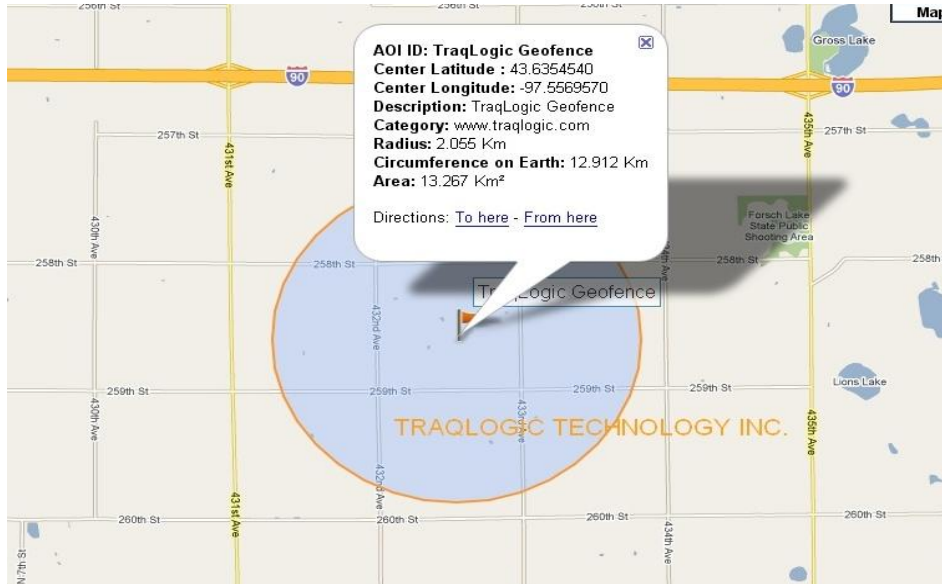 256th St
256th St
Map
AOI ID: TraqLogic Geofence
Center Latitude : 43.6354540
Center Longitude: -97.5569570
Description: TraqLogic Geofence
Category: www.traqlogic.com
Radius: 2.055 Km
Circumference on Earth: 12.912 Km
Area: 13.267 Km²
Directions: To here - From here
Gross Lake
90
90
257th St
257th St
431st Ave
435th Ave
430th Ave
Forsch Lake
State Public
Shooting Area
434th Ave
258th St
258th St
258th St
258th
TraqLogic Geofence
432nd Ave
259th St
259th St
259th St
259th St
Lions Lake
430th Ave
433rd Ave
435th Ave
TRAQLOGIC TECHNOLOGY INC.
432nd Ave
431st Ave
434th Ave
260th St
260th St
260th St
260th St